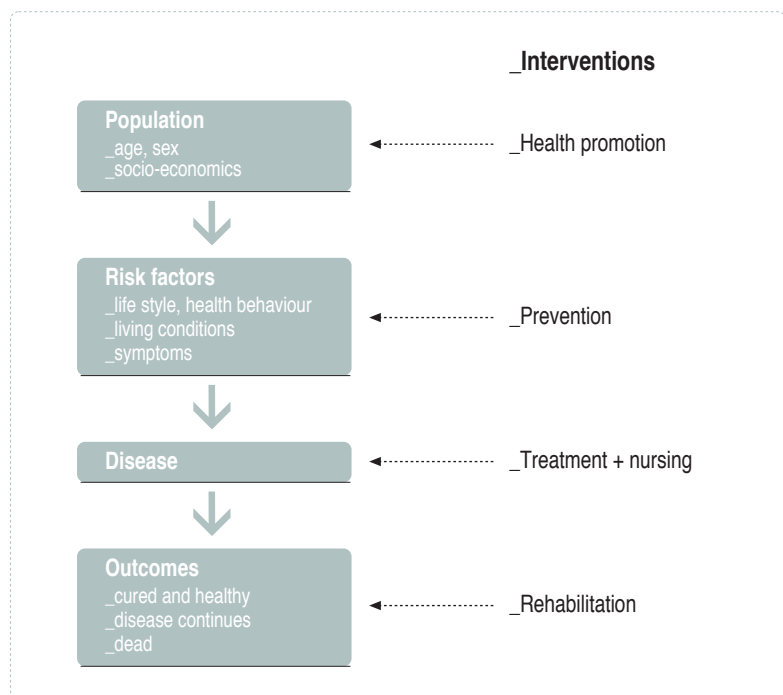 _Interventions
Population
_age, sex
_socio-economics
_Health promotion
Risk factors
_life style, health behaviour
_living conditions
_symptoms
_Prevention
Disease
_Treatment + nursing
Outcomes
_cured and healthy
_disease continues
_dead
_Rehabilitation